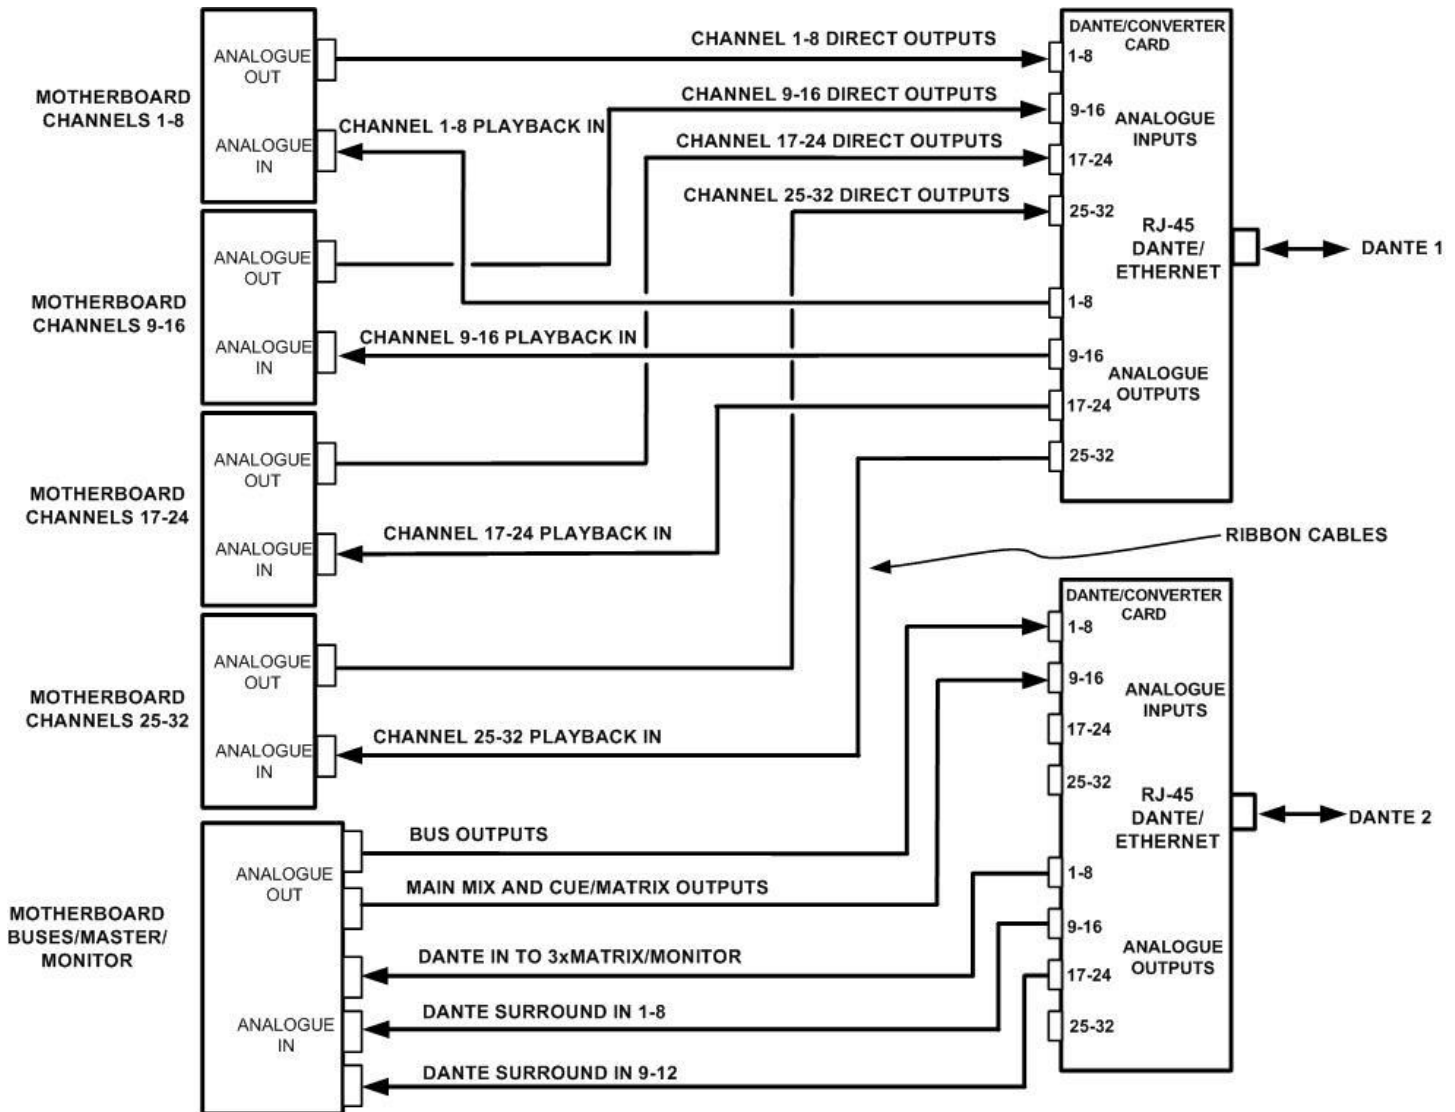 MOTHERBOARD
CHANNELS 1-8
ANALOGUE
OUT
ANALOGUE
IN
CHANNEL 1-8 DIRECT OUTPUTS
CHANNEL 1-8 PLAYBACK IN
CHANNEL 9-16 DIRECT OUTPUTS
CHANNEL 17-24 DIRECT OUTPUTS
CHANNEL 25-32 DIRECT OUTPUTS
MOTHERBOARD
CHANNELS 9-16
ANALOGUE
OUT
ANALOGUE
IN
CHANNEL 9-16 PLAYBACK IN
MOTHERBOARD
CHANNELS 17-24
ANALOGUE
OUT
ANALOGUE
IN
CHANNEL 17-24 PLAYBACK IN
MOTHERBOARD
CHANNELS 25-32
ANALOGUE
OUT
ANALOGUE
IN
CHANNEL 25-32 PLAYBACK IN
DANTE/CONVERTER
CARD
1-8
9-16
ANALOGUE
INPUTS
17-24
25-32
RJ-45
DANTE/
ETHERNET
DANTE 1
1-8
9-16
ANALOGUE
OUTPUTS
17-24
25-32
RIBBON CABLES
MOTHERBOARD
BUSES/MASTER/
MONITOR
ANALOGUE
OUT
ANALOGUE
IN
BUS OUTPUTS
MAIN MIX AND CUE/MATRIX OUTPUTS
DANTE IN TO 3xMATRIX/MONITOR
DANTE SURROUND IN 1-8
DANTE SURROUND IN 9-12
DANTE/CONVERTER
CARD
1-8
9-16
ANALOGUE
INPUTS
17-24
25-32
RJ-45
DANTE/
ETHERNET
DANTE 2
1-8
9-16
ANALOGUE
OUTPUTS
17-24
25-32